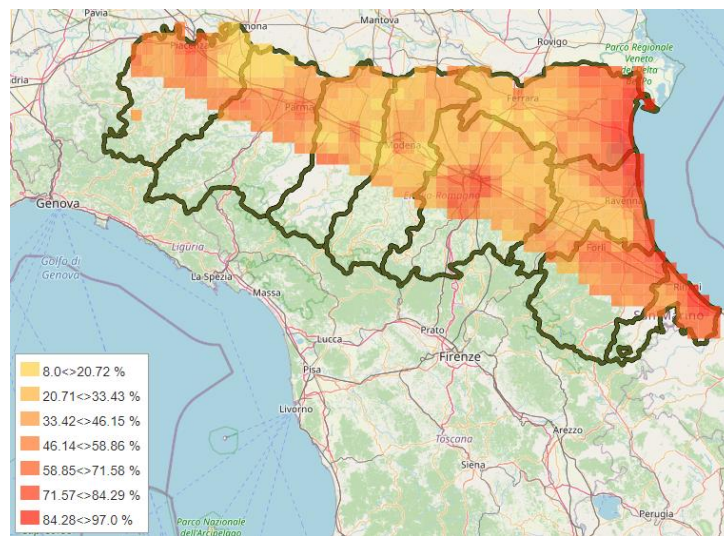 Pavia
Mantova
Rovigo
Parco Regionale
Veneto
Piacenza
Ferrara
Parma
Modena
Genova
Ravenna
Liguria
Forlì
Golfo di
Genova
La Spezia
Rimini
Massa
San Marino
Prato
Lucca
Firenze
Pisa
Livorno
Arezzo
Toscana
Siena
Perugia
Parco Nazionale
dell'Arcipelago
8.0<>20.72 %
20.71<>33.43 %
33.42<>46.15 %
46.14<>58.86 %
58.85<>71.58 %
71.57<>84.29 %
84.28<>97.0 %